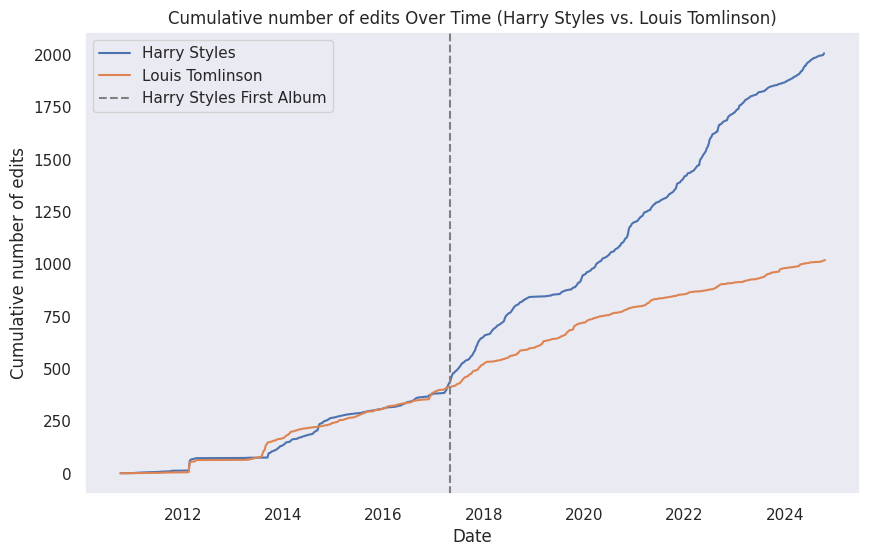 Cumulative number of edits Over Time (Harry Styles vs. Louis Tomlinson)
Harry Styles
Louis Tomlinson
Harry Styles First Album
Cumulative number of edits
2000
1750
1500
1250
1000
750
500
250
0
2012 2014 2016 2018 2020 2022 2024
Date